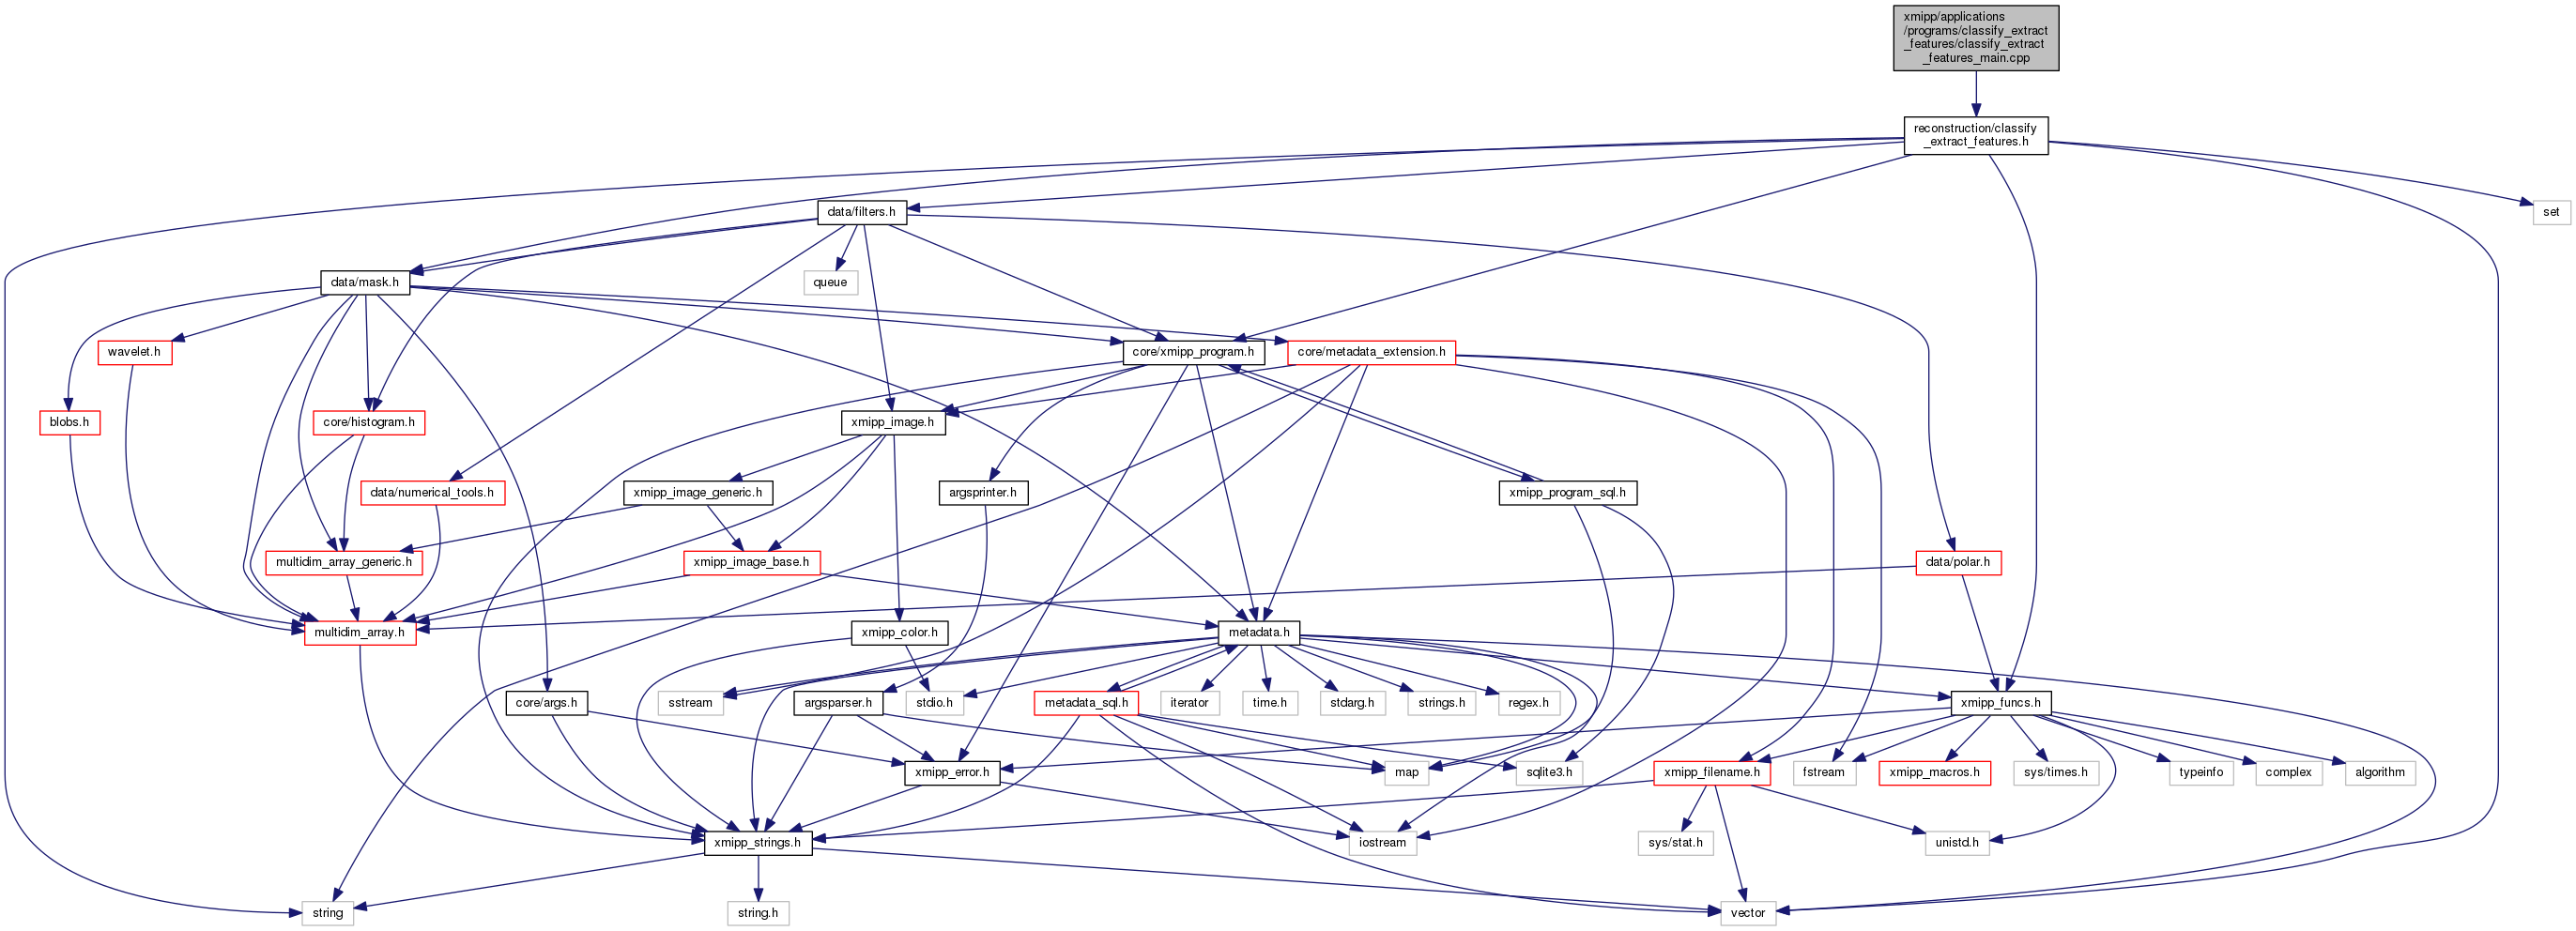 xmipp/applications
/programs/classify_extract
_features/classify_extract
_features_main.cpp
reconstruction/classify
_extract_features.h
data/filters.h
set
data/mask.h
queue
wavelet.h
core/xmipp_program.h
core/metadata_extension.h
blobs.h
core/histogram.h
xmipp_image.h
data/numerical_tools.h
xmipp_image_generic.h
argsprinter.h
xmipp_program_sql.h
multidim_array_generic.h
xmipp_image_base.h
data/polar.h
multidim_array.h
xmipp_color.h
metadata.h
core/args.h
sstream
argsparser.h
stdio.h
metadata_sql.h
iterator
time.h
stdarg.h
strings.h
regex.h
xmipp_funcs.h
xmipp_error.h
map
sqlite3.h
xmipp_filename.h
fstream
xmipp_macros.h
sys/times.h
typeinfo
complex
algorithm
xmipp_strings.h
iostream
sys/stat.h
unistd.h
string
string.h
vector